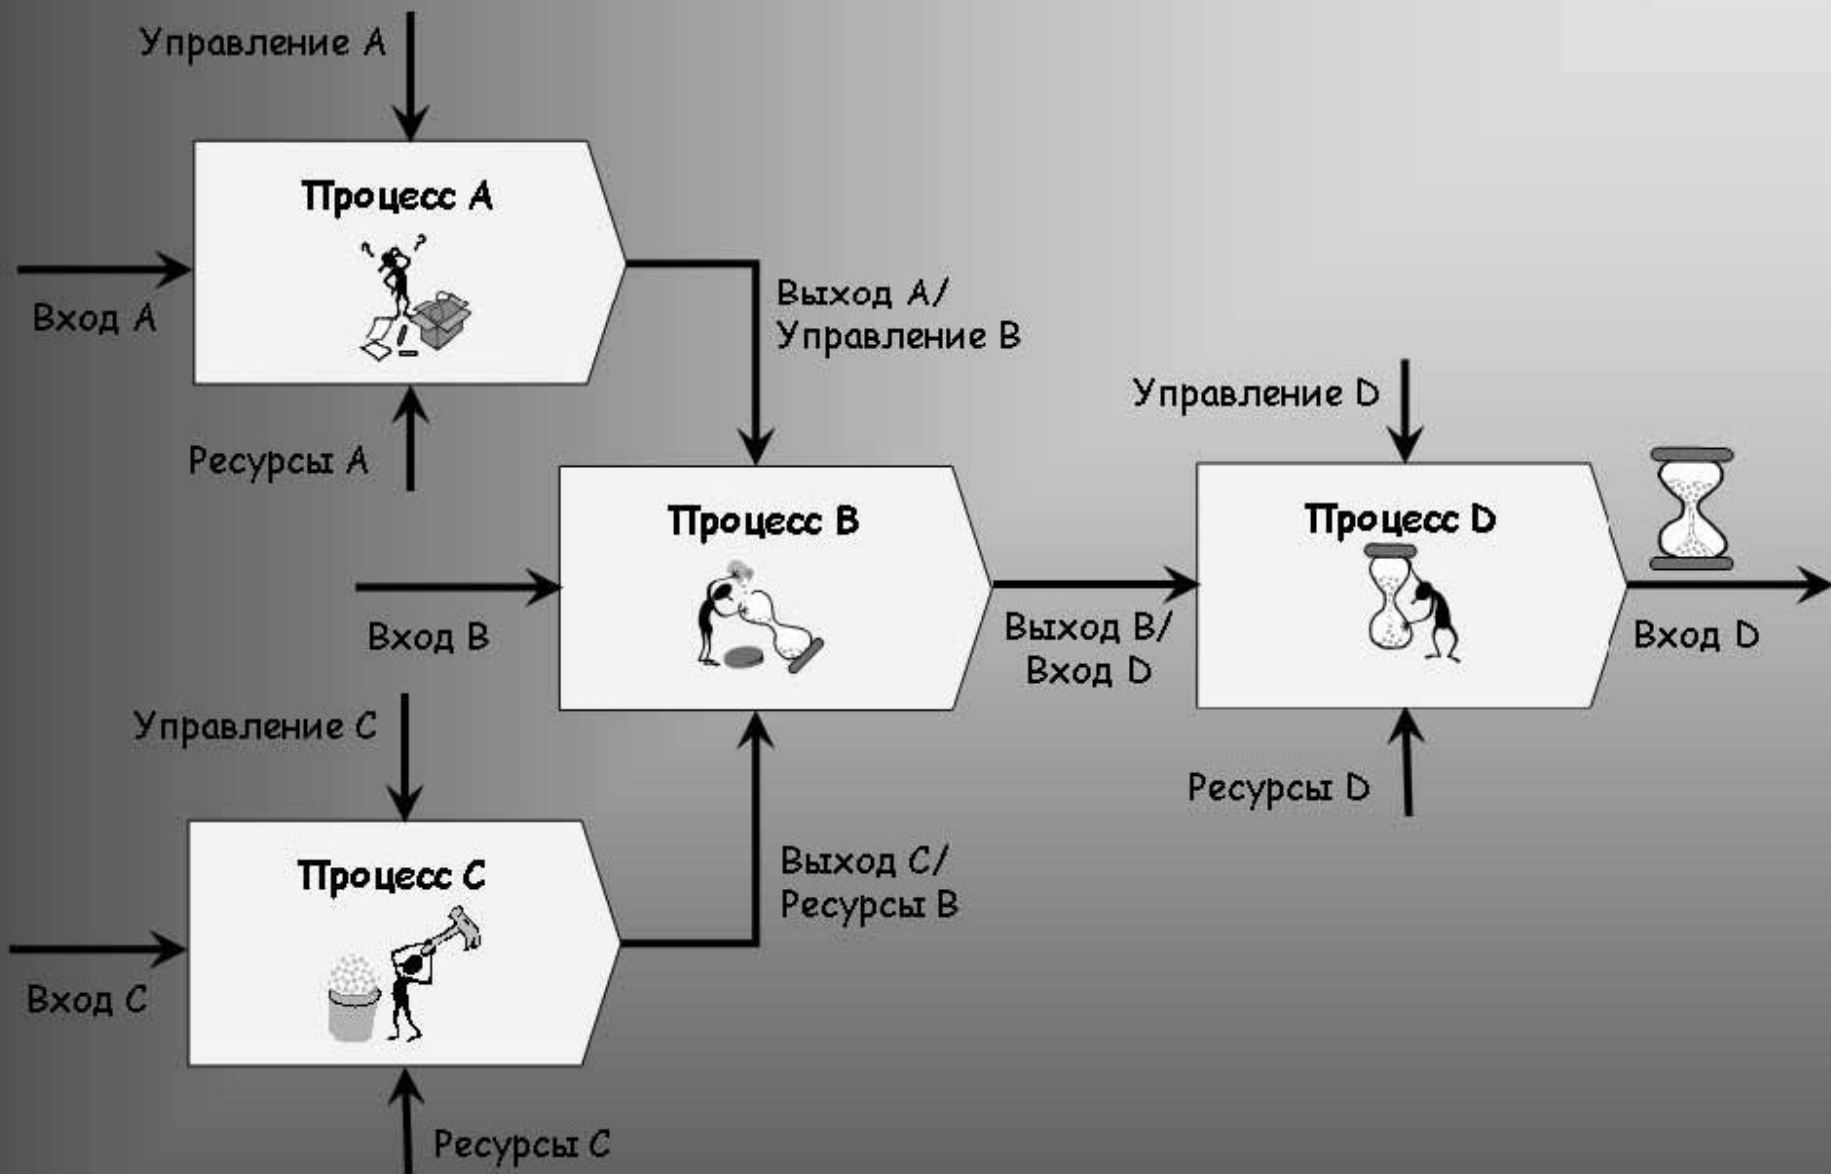 Управление A
Процесс A
Вход A
Выход A/
Управление B
Ресурсы A
Управление D
Процесс B
Процесс D
Вход B
Выход B/
Вход D
Вход D
Управление C
Ресурсы D
Процесс C
Выход C/
Ресурсы B
Вход C
Ресурсы C